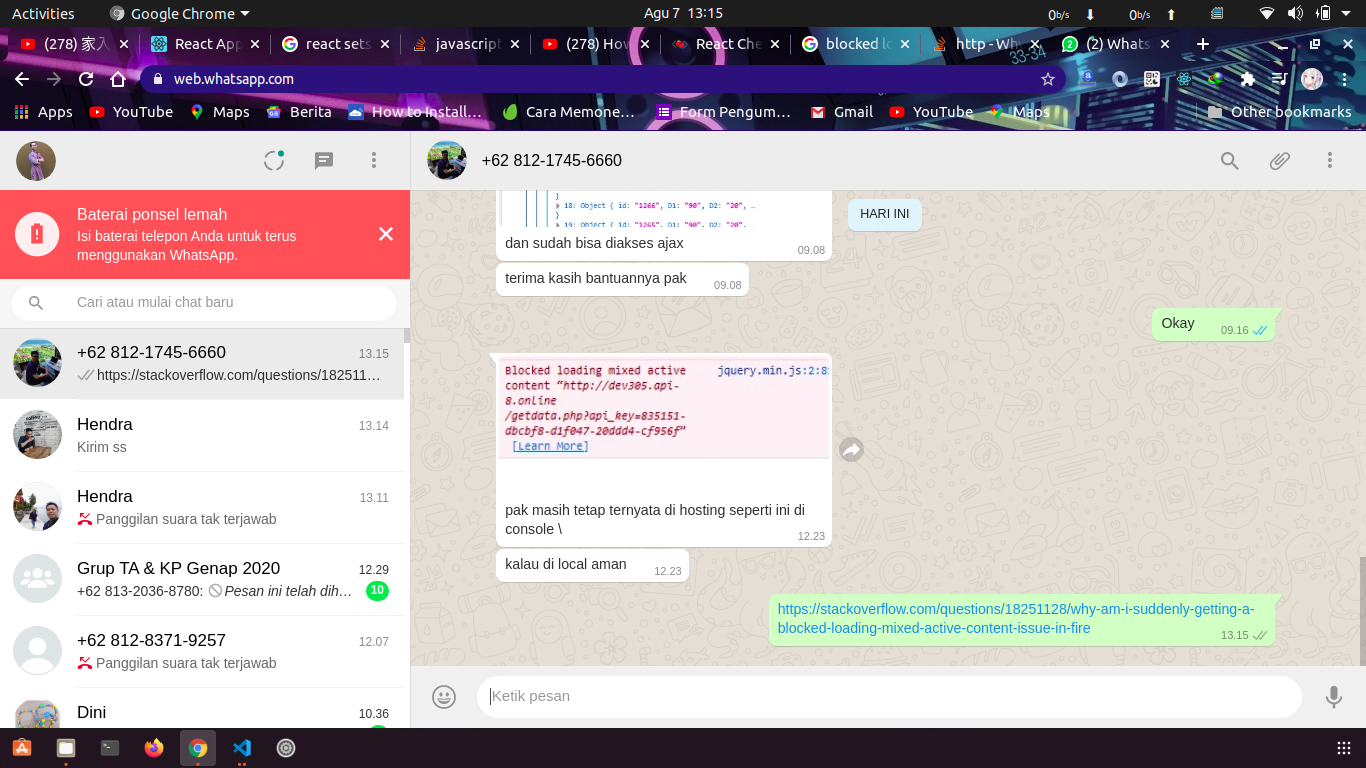 Activities
Google Chrome
Agu 7 13:15
0b/s
0b/s
(278) 家入
React App
react sets
javascript
(278) How
React Che
blocked lo
http - Wh
(2) Whats
33-34
web.whatsapp.com
Apps
YouTube
Maps
Berita
How to Install…
Cara Memone…
Form Pengum…
Gmail
YouTube
Maps
Other bookmarks
Baterai ponsel lemah
Isi baterai telepon Anda untuk terus
menggunakan WhatsApp.
Cari atau mulai chat baru
+62 812-1745-6660
13.15
https://stackoverflow.com/questions/182511…
Hendra
13.14
Kirim ss
Hendra
13.11
Panggilan suara tak terjawab
Grup TA & KP Genap 2020
12.29
+62 813-2036-8780: Pesan ini telah dih…
10
+62 812-8371-9257
12.07
Panggilan suara tak terjawab
Dini
10.36
+62 812-1745-6660
}
18: Object { id: "1266", D1: "90", D2: "20", …
}
19: Object { id: "1265", D1: "90", D2: "20", …
HARI INI
dan sudah bisa diakses ajax
09.08
terima kasih bantuannya pak
09.08
Okay
09.16
Blocked loading mixed active
jquery.min.js:2:8
content “http://dev305.api-
8.online
/getdata.php?api_key=835151-
dbcbf8-d1f047-20ddd4-cf956f”
[Learn More]
pak masih tetap ternyata di hosting seperti ini di
console \
12.23
kalau di local aman
12.23
https://stackoverflow.com/questions/18251128/why-am-i-suddenly-getting-a-
blocked-loading-mixed-active-content-issue-in-fire
13.15
Ketik pesan